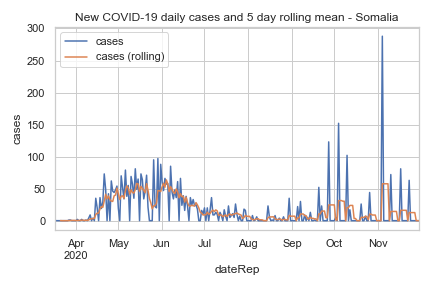 New COVID-19 daily cases and 5 day rolling mean - Somalia
300
cases
cases (rolling)
250
200
150
100
50
0
cases
Apr May Jun Jul Aug Sep Oct Nov
2020
dateRep